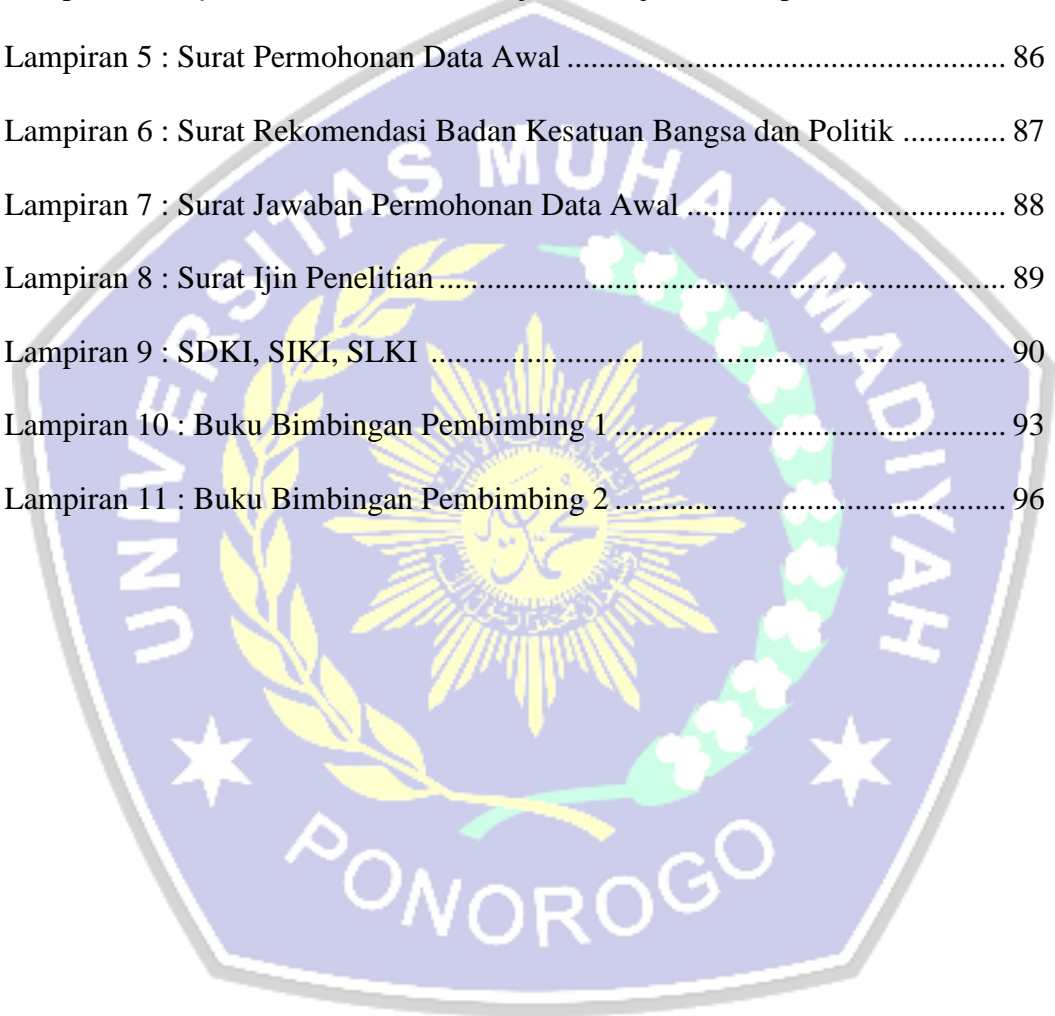 Lampiran 5 : Surat Permohonan Data Awal ....................................................... 86
Lampiran 6 : Surat Rekomendasi Badan Kesatuan Bangsa dan Politik ............. 87
Lampiran 7 : Surat Jawaban Permohonan Data Awal ........................................ 88
Lampiran 8 : Surat Ijin Penelitian ....................................................................... 89
Lampiran 9 : SDKI, SIKI, SLKI ........................................................................ 90
Lampiran 10 : Buku Bimbingan Pembimbing 1 ................................................. 93
Lampiran 11 : Buku Bimbingan Pembimbing 2 ................................................. 96
UNIVERSITAS MUHAMMADIYAH
PONOROGO